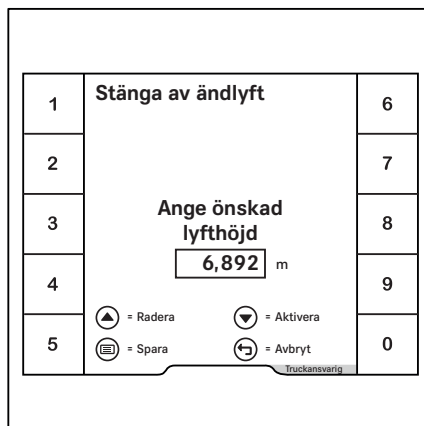 Stänga av ändlyft
1
2
3
4
5
6
7
8
9
0
Ange önskad
lyfthöjd
6,892 m
= Radera
= Aktivera
= Spara
= Avbryt
Truckansvarig